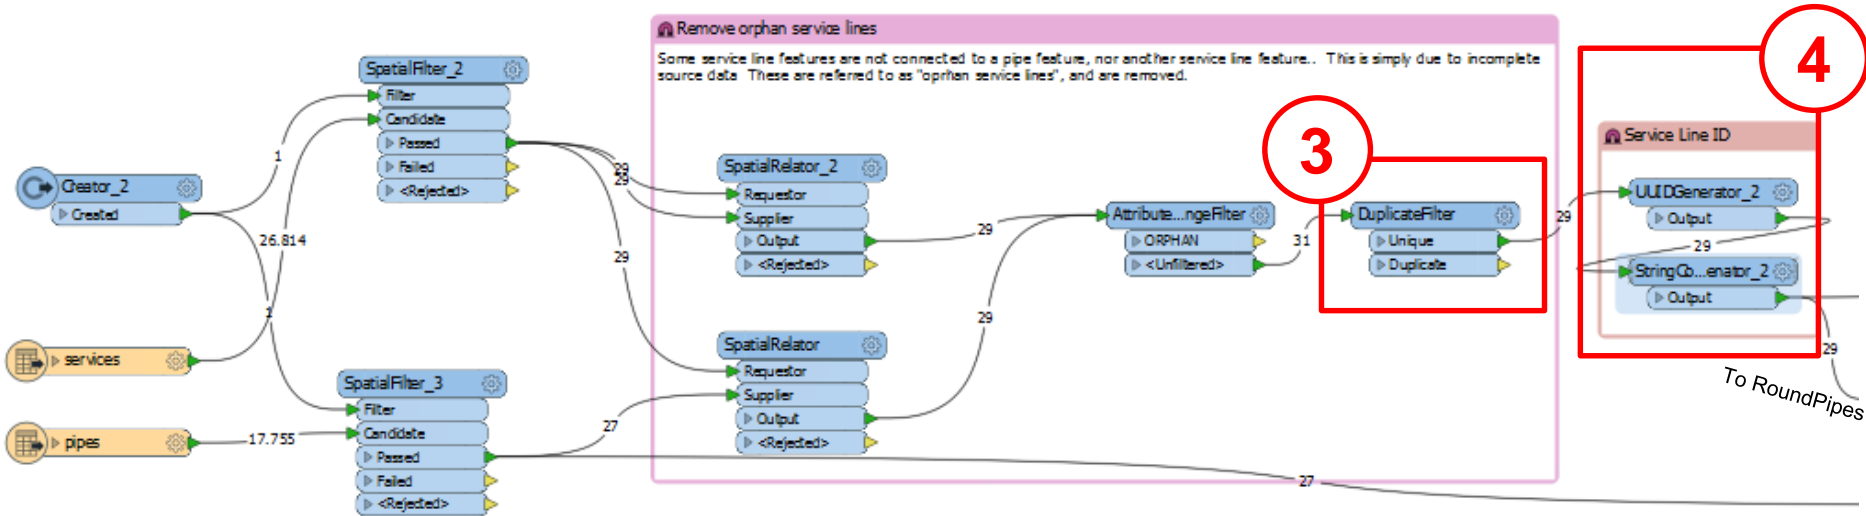 Remove orphan service lines
Some service line features are not connected to a pipe feature, nor another service line feature.. This is simply due to incomplete
source data These are referred to as "oprhan service lines", and are removed.
SpatialFilter_2
Filter
Candidate
Passed
Failed
<Rejected>
Creator_2
Created
1
26.814
1
services
pipes
17.755
SpatialFilter_3
Filter
Candidate
Passed
Failed
<Rejected>
29
29
29
27
27
SpatialRelator_2
Requestor
Supplier
Output
<Rejected>
29
SpatialRelator
Requestor
Supplier
Output
<Rejected>
29
Attribute...ngeFilter
ORPHAN
<Unfiltered>
31
3
DuplicateFilter
Unique
Duplicate
29
4
Service Line ID
UUIDGenerator_2
Output
29
StringCo...enator_2
Output
29
To RoundPipes